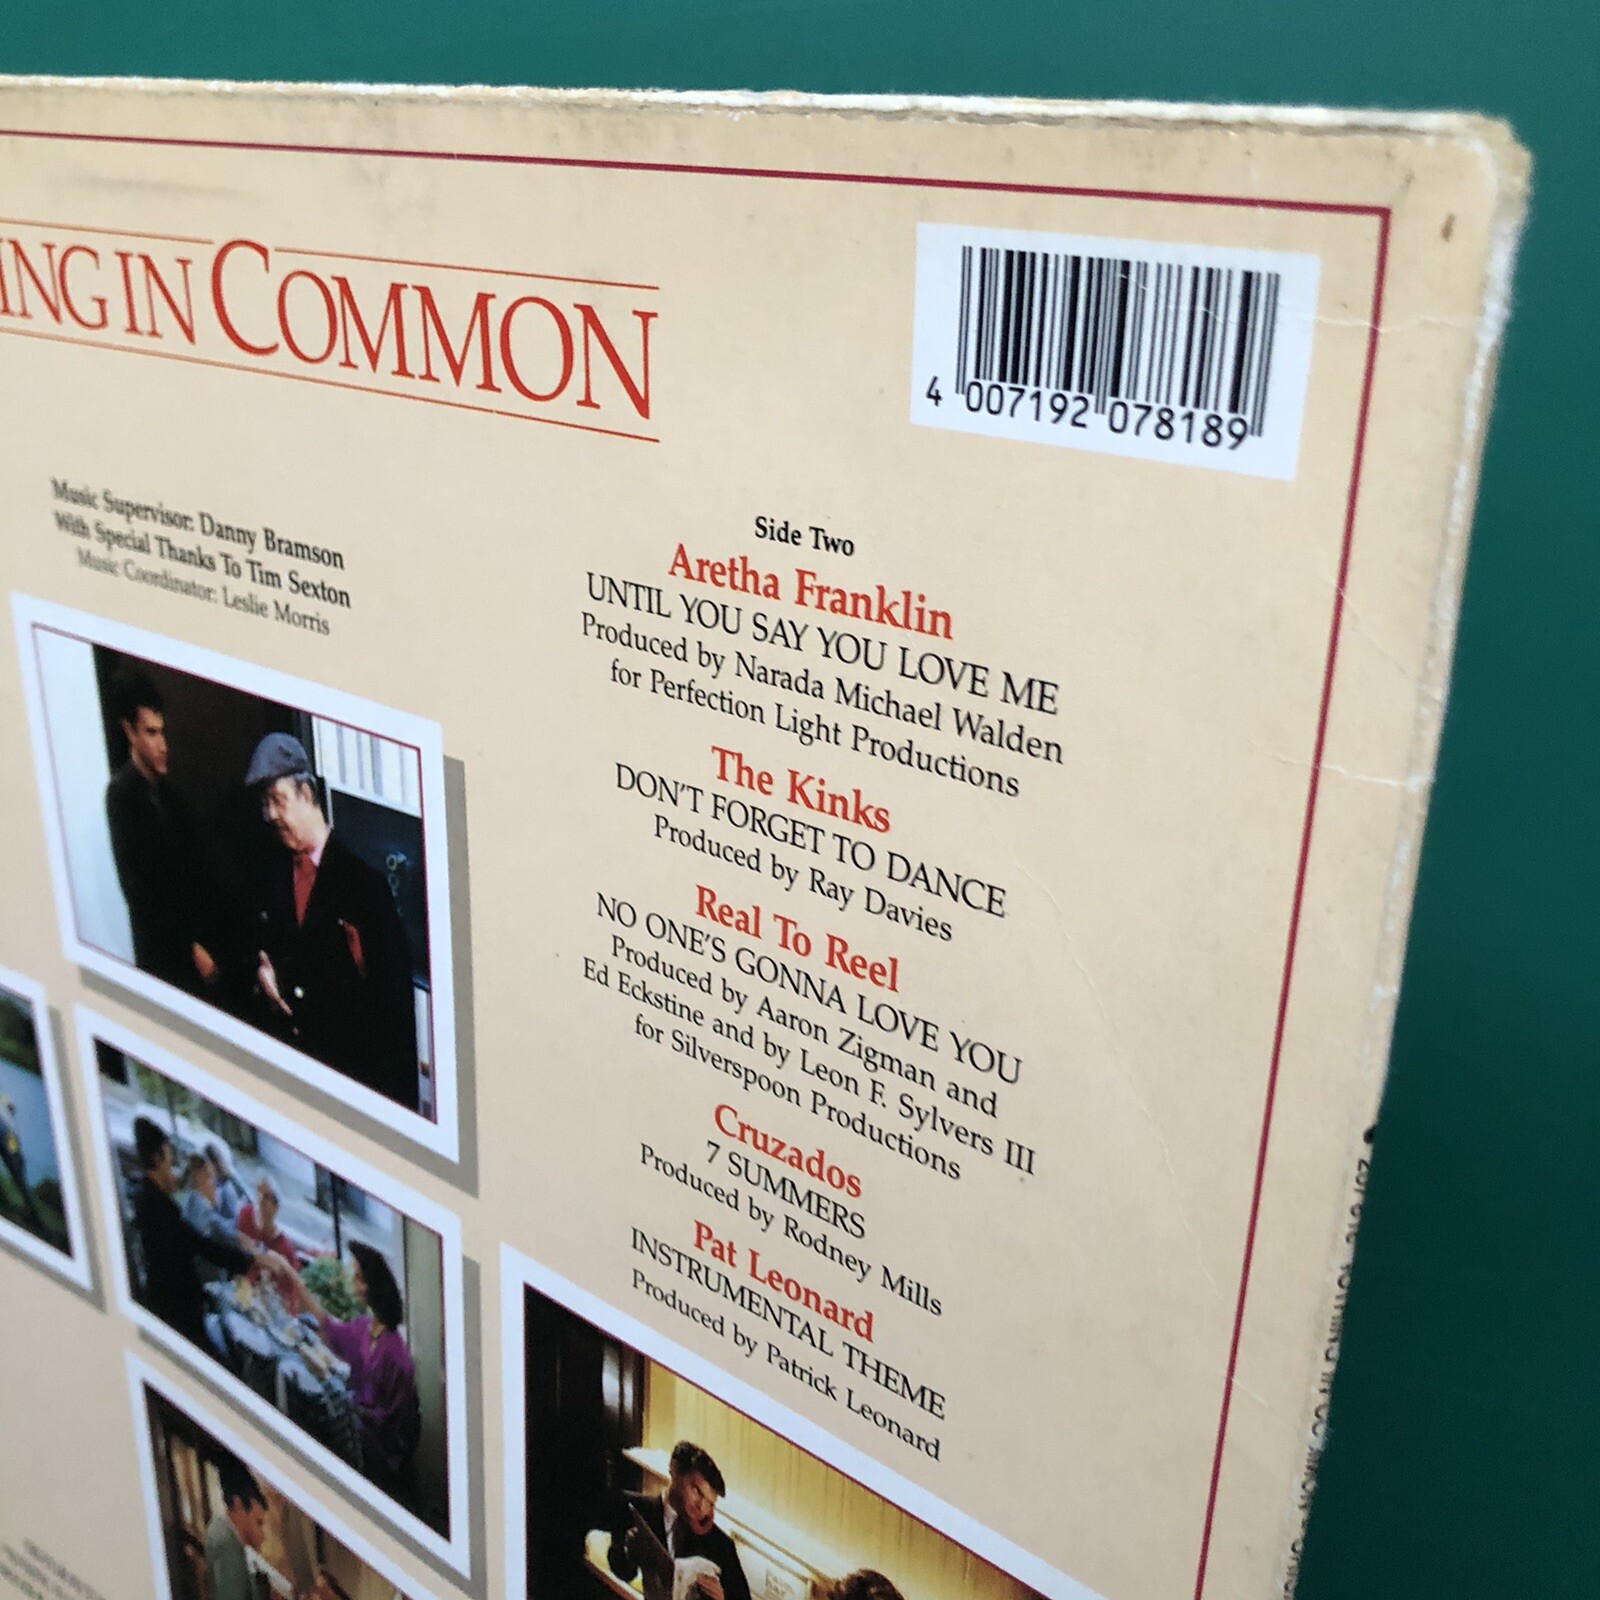 ING IN COMMON
4 007192 078189
Music Supervisor: Danny Bramson
With Special Thanks To Tim Sexton
Music Coordinator: Leslie Morris
Side Two
Aretha Franklin
UNTIL YOU SAY YOU LOVE ME
Produced by Narada Michael Walden
for Perfection Light Productions
The Kinks
DON'T FORGET TO DANCE
Produced by Ray Davies
Real To Reel
NO ONE'S GONNA LOVE YOU
Produced by Aaron Zigman and
Ed Eckstine and by Leon F. Sylvers III
for Silverspoon Productions
Cruzados
7 SUMMERS
Produced by Rodney Mills
Pat Leonard
INSTRUMENTAL THEME
Produced by Patrick Leonard